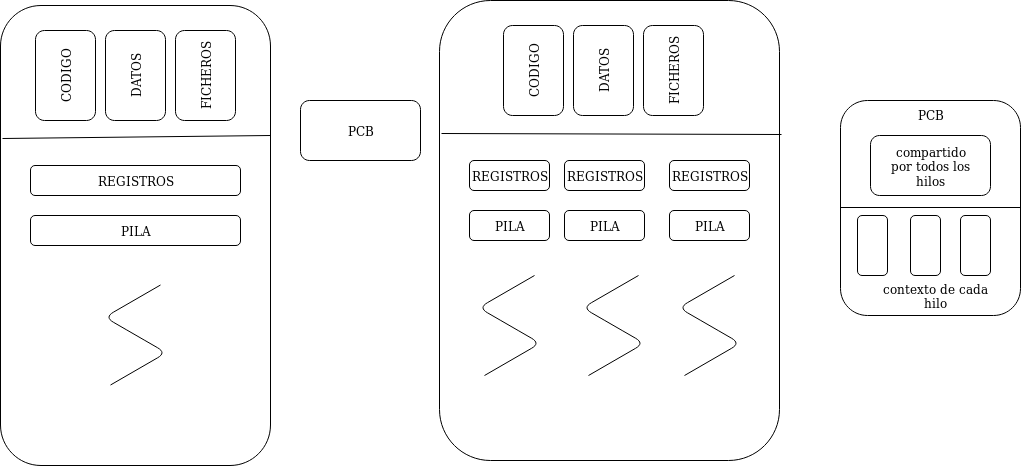 CODIGO
DATOS
FICHEROS
REGISTROS
PILA
PCB
CODIGO
DATOS
FICHEROS
REGISTROS
REGISTROS
REGISTROS
PILA
PILA
PILA
PCB
compartido
por todos los
hilos
contexto de cada
hilo